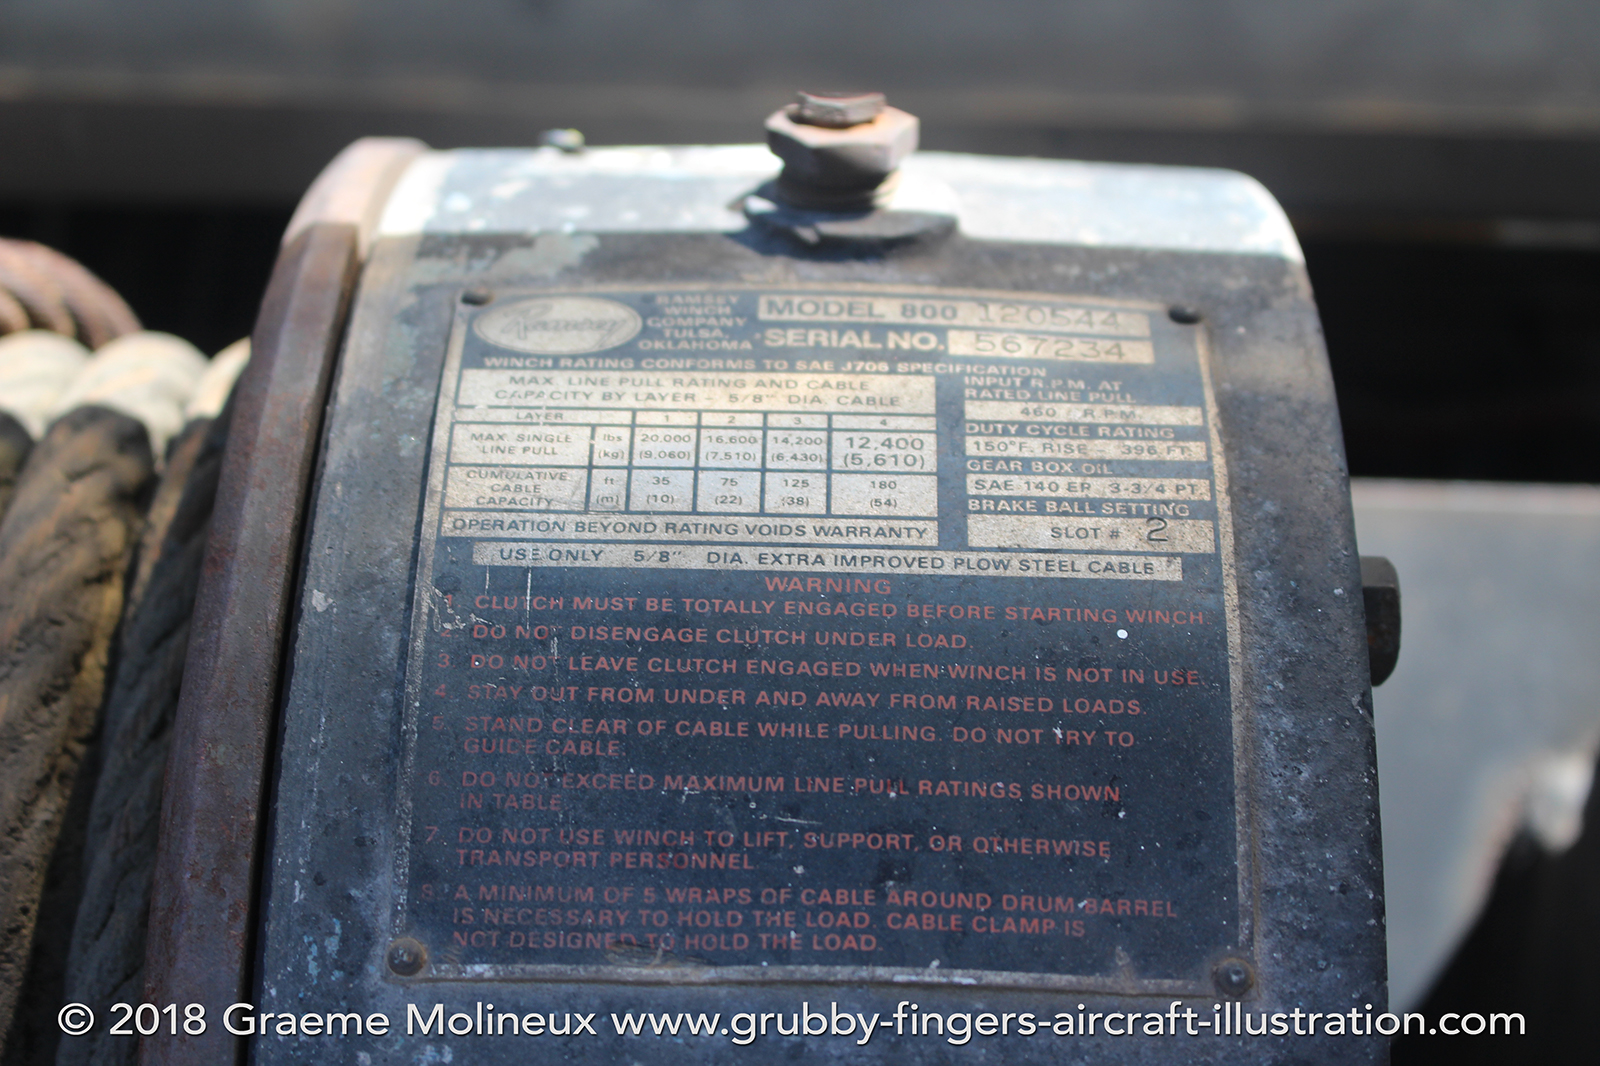 Ramsey
RAMSEY
WINCH
COMPANY
TULSA,
OKLAHOMA
MODEL 800 120544
SERIAL NO. 567234
WINCH RATING CONFORMS TO SAE J706 SPECIFICATION
MAX. LINE PULL RATING AND CABLE
CAPACITY BY LAYER - 5/8" DIA. CABLE
LAYER 1 2 3 4
MAX. SINGLE LINE PULL lbs 20,000 16,600 14,200 12,400
(kg) (9,060) (7,510) (6,430) (5,610)
CUMULATIVE CABLE CAPACITY ft 35 75 125 180
(m) (10) (22) (38) (54)
OPERATION BEYOND RATING VOIDS WARRANTY
INPUT R.P.M. AT
RATED LINE PULL
460 R.P.M.
DUTY CYCLE RATING
150°F. RISE - 396 FT.
GEAR BOX OIL
SAE 140 EP 3-3/4 PT.
BRAKE BALL SETTING
SLOT # 2
USE ONLY 5/8" DIA. EXTRA IMPROVED PLOW STEEL CABLE
WARNING
1. CLUTCH MUST BE TOTALLY ENGAGED BEFORE STARTING WINCH.
2. DO NOT DISENGAGE CLUTCH UNDER LOAD.
3. DO NOT LEAVE CLUTCH ENGAGED WHEN WINCH IS NOT IN USE.
4. STAY OUT FROM UNDER AND AWAY FROM RAISED LOADS.
5. STAND CLEAR OF CABLE WHILE PULLING. DO NOT TRY TO
GUIDE CABLE.
6. DO NOT EXCEED MAXIMUM LINE PULL RATINGS SHOWN
IN TABLE.
7. DO NOT USE WINCH TO LIFT, SUPPORT, OR OTHERWISE
TRANSPORT PERSONNEL
8. A MINIMUM OF 5 WRAPS OF CABLE AROUND DRUM BARREL
IS NECESSARY TO HOLD THE LOAD. CABLE CLAMP IS
NOT DESIGNED TO HOLD THE LOAD.
© 2018 Graeme Molineux www.grubby-fingers-aircraft-illustration.com